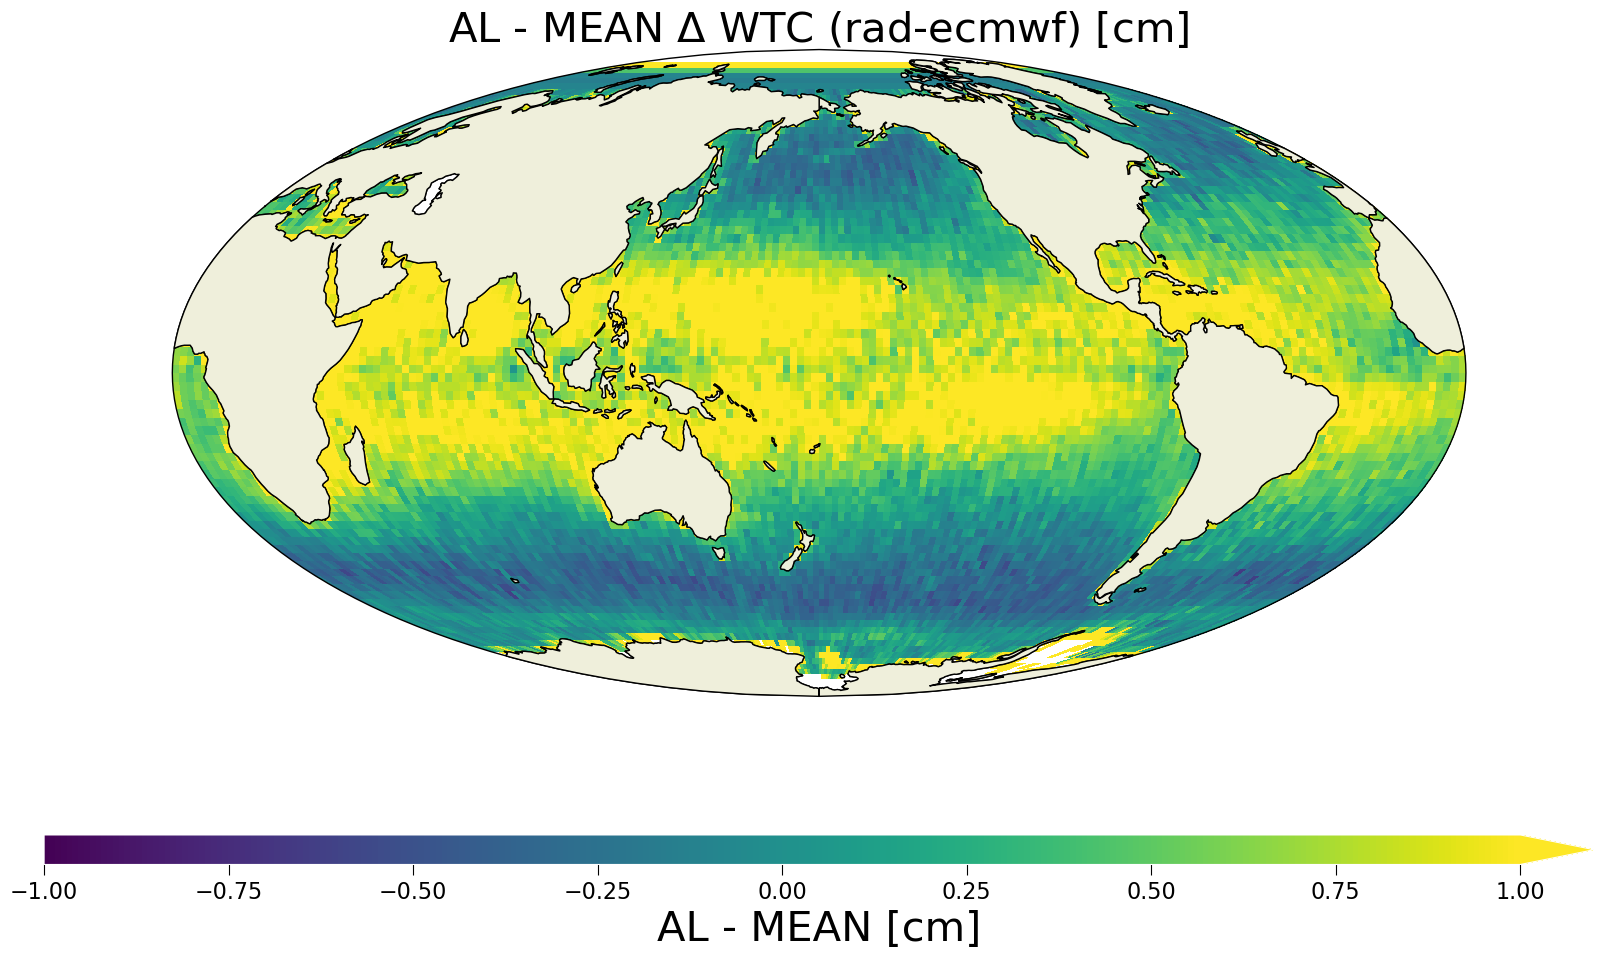 AL - MEAN Δ WTC (rad-ecmwf) [cm]
−1.00 −0.75 −0.50 −0.25 0.00 0.25 0.50 0.75 1.00
AL - MEAN [cm]